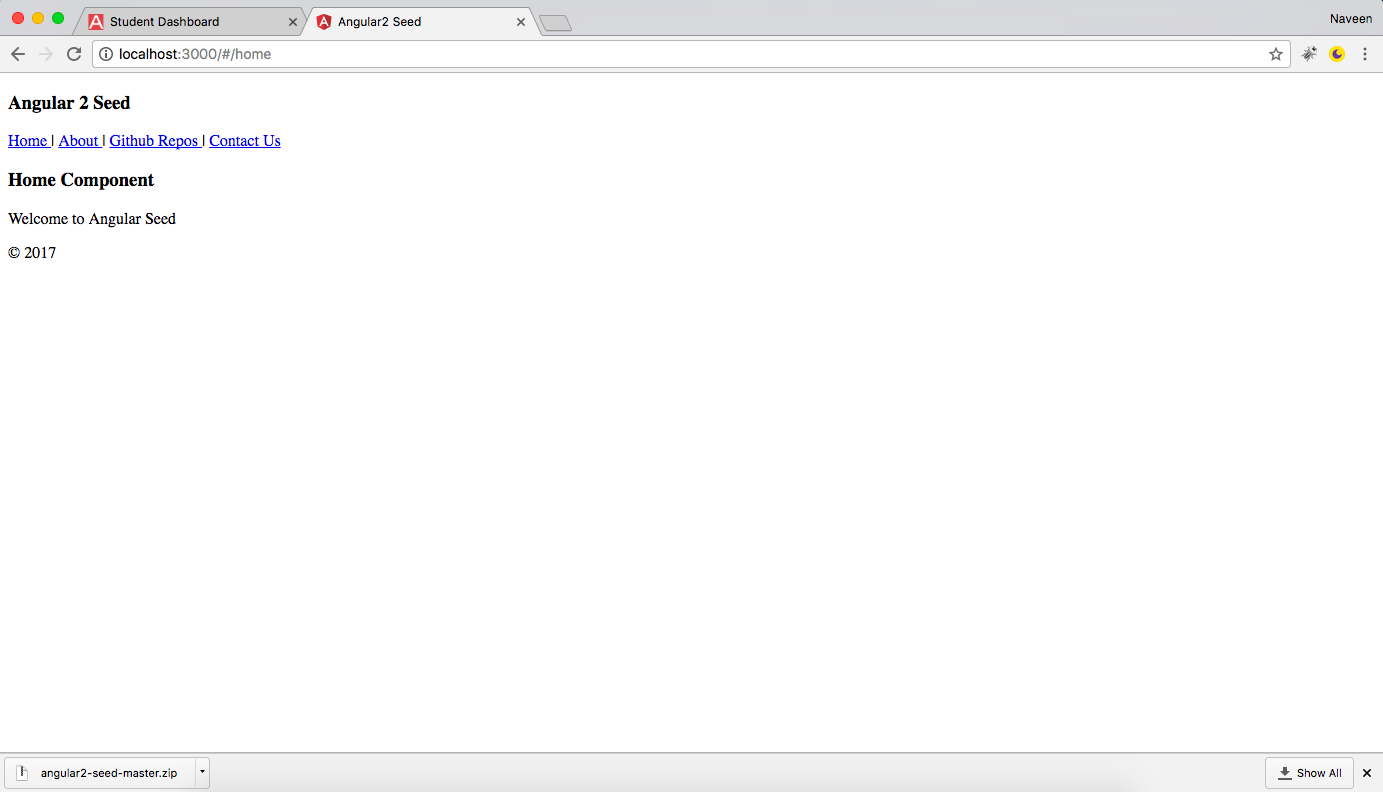 Student Dashboard
Angular2 Seed
Naveen
localhost:3000/#/home
Angular 2 Seed
Home | About | Github Repos | Contact Us
Home Component
Welcome to Angular Seed
© 2017
angular2-seed-master.zip
Show All